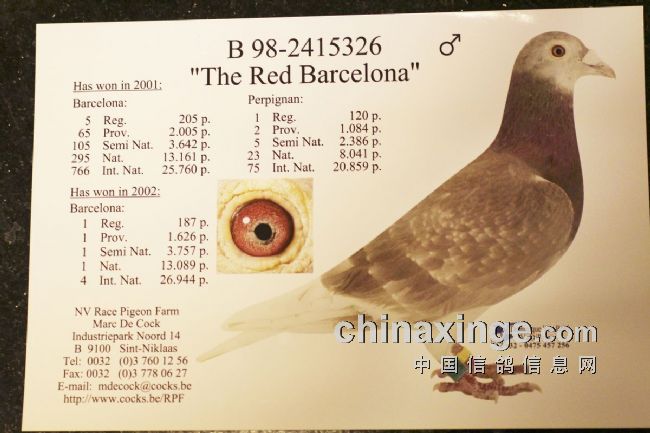 B 98-2415326 ♂
"The Red Barcelona"
Has won in 2001:
Barcelona:
5 Reg. 205 p.
65 Prov. 2.005 p.
105 Semi Nat. 3.642 p.
295 Nat. 13.161 p.
766 Int. Nat. 25.760 p.
Perpignan:
1 Reg. 120 p.
2 Prov. 1.084 p.
5 Semi Nat. 2.386 p.
23 Nat. 8.041 p.
75 Int. Nat. 20.859 p.
Has won in 2002:
Barcelona:
1 Reg. 187 p.
1 Prov. 1.626 p.
1 Semi Nat. 3.757 p.
1 Nat. 13.089 p.
4 Int. Nat. 26.944 p.
NV Race Pigeon Farm
Marc De Cock
Industriepark Noord 14
B 9100 Sint-Niklaas
Tel: 0032 (0)3 760 12 56
Fax: 0032 (0)3 778 06 27
E-mail: mdecock@cocks.be
http://www.cocks.be/RPF
0475 457 256
chinaxinge.com
中国信鸽信息网